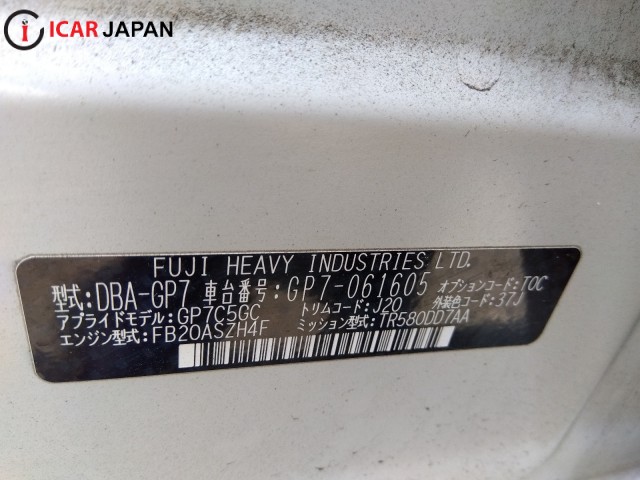 ICAR JAPAN
FUJI HEAVY INDUSTRIES LTD.
型式:DBA-GP7 車台番号:GP7-061605 オプションコード:TOC
アプライドモデル:GP7C5GC トリムコード:J20 外装色コード:37J
エンジン型式:FB20ASZH4F ミッション型式:TR580DD7AA